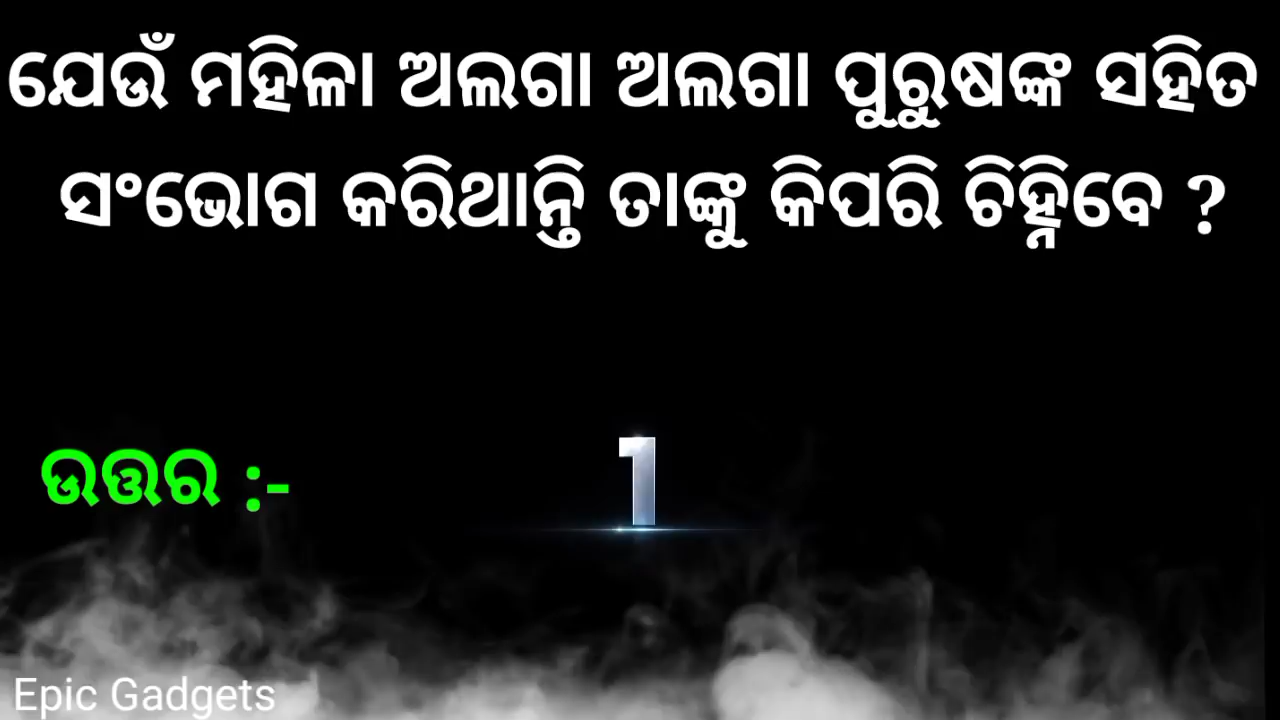 ଯେଉଁ ମହିଳା ଅଲଗା ଅଲଗା ପୁରୁଷଙ୍କ ସହିତ
ସଂଭୋଗ କରିଥାନ୍ତି ତାଙ୍କୁ କିପରି ଚିହ୍ନିବେ ?
ଉତ୍ତର :-
1
Epic Gadgets